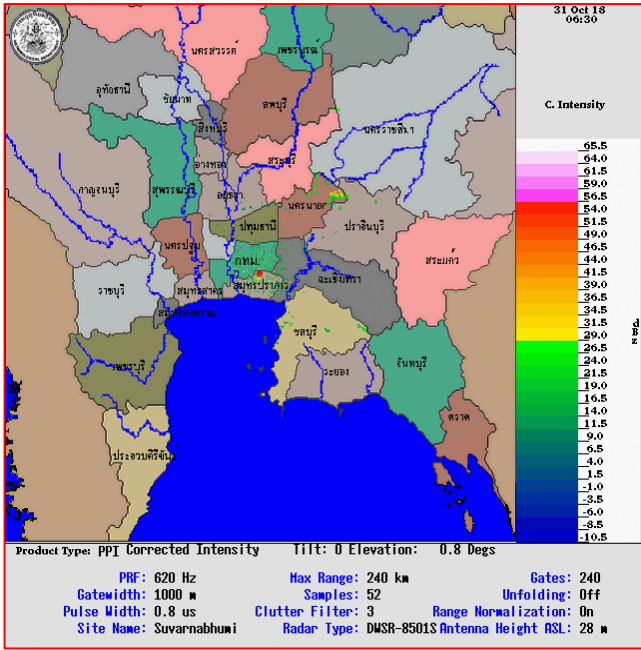 31 Oct 18
06:30
C. Intensity
65.5
64.0
61.5
59.0
56.5
54.0
51.5
49.0
46.5
44.0
41.5
39.0
36.5
34.0
31.5
29.0
26.5
24.0
21.5
19.0
16.5
14.0
11.5
9.0
6.5
4.0
1.5
-1.0
-3.5
-6.0
-8.5
-10.5
นครสวรรค์
เพชรบูรณ์
อุทัยธานี
ชัยนาท
ลพบุรี
สิงห์บุรี
นครราชสีมา
อ่างทอง
สระบุรี
กาญจนบุรี
สุพรรณบุรี
อยุธยา
นครนายก
ปราจีนบุรี
ปทุมธานี
นครปฐม
กทม.
สระแก้ว
ฉะเชิงเทรา
ราชบุรี
สมุทรสาคร
สมุทรปราการ
สมุทรสงคราม
ชลบุรี
เพชรบุรี
ระยอง
จันทบุรี
ตราด
ประจวบคีรีขันธ์
Product Type: PPI Corrected Intensity Tilt: 0 Elevation: 0.8 Degs
PRF: 620 Hz Max Range: 240 km Gates: 240
Gatewidth: 1000 m Samples: 52 Unfolding: Off
Pulse Width: 0.8 us Clutter Filter: 3 Range Normalization: On
Site Name: Suvarnabhumi Radar Type: DWSR-8501S Antenna Height ASL: 28 m